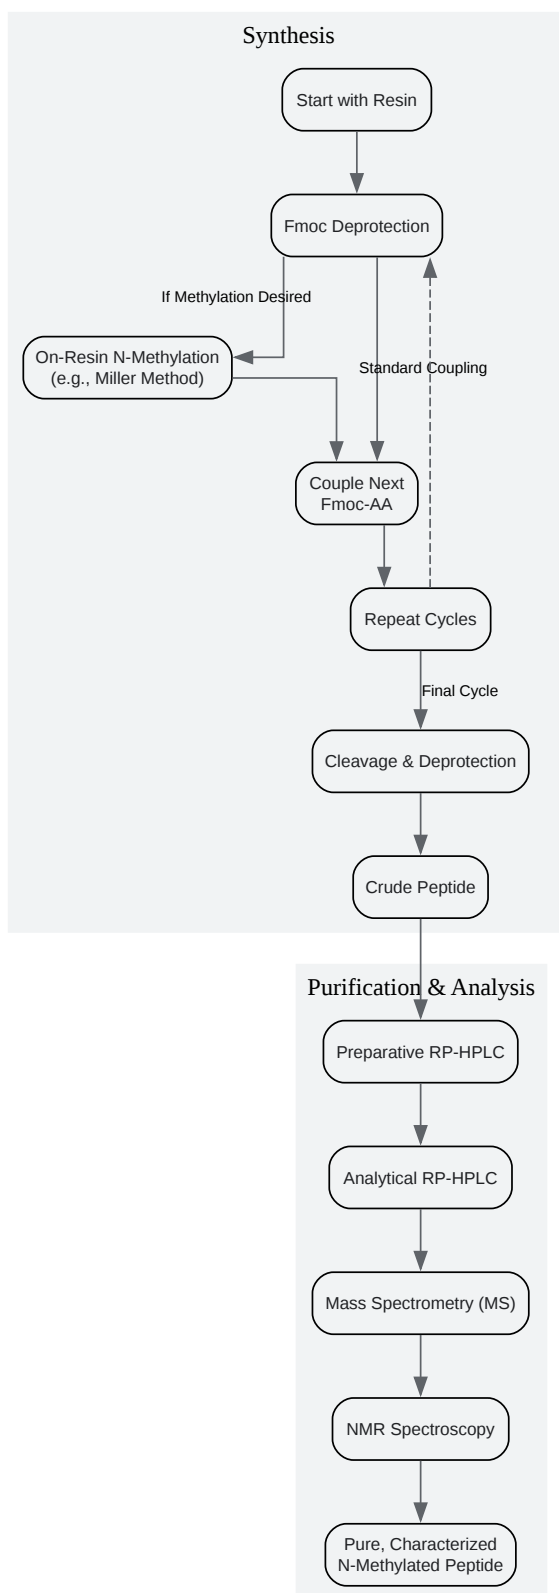 Synthesis
Start with Resin
Fmoc Deprotection
If Methylation Desired
On-Resin N-Methylation
(e.g., Miller Method)
Standard Coupling
Couple Next
Fmoc-AA
Repeat Cycles
Final Cycle
Cleavage & Deprotection
Crude Peptide
Purification & Analysis
Preparative RP-HPLC
Analytical RP-HPLC
Mass Spectrometry (MS)
NMR Spectroscopy
Pure, Characterized
N-Methylated Peptide